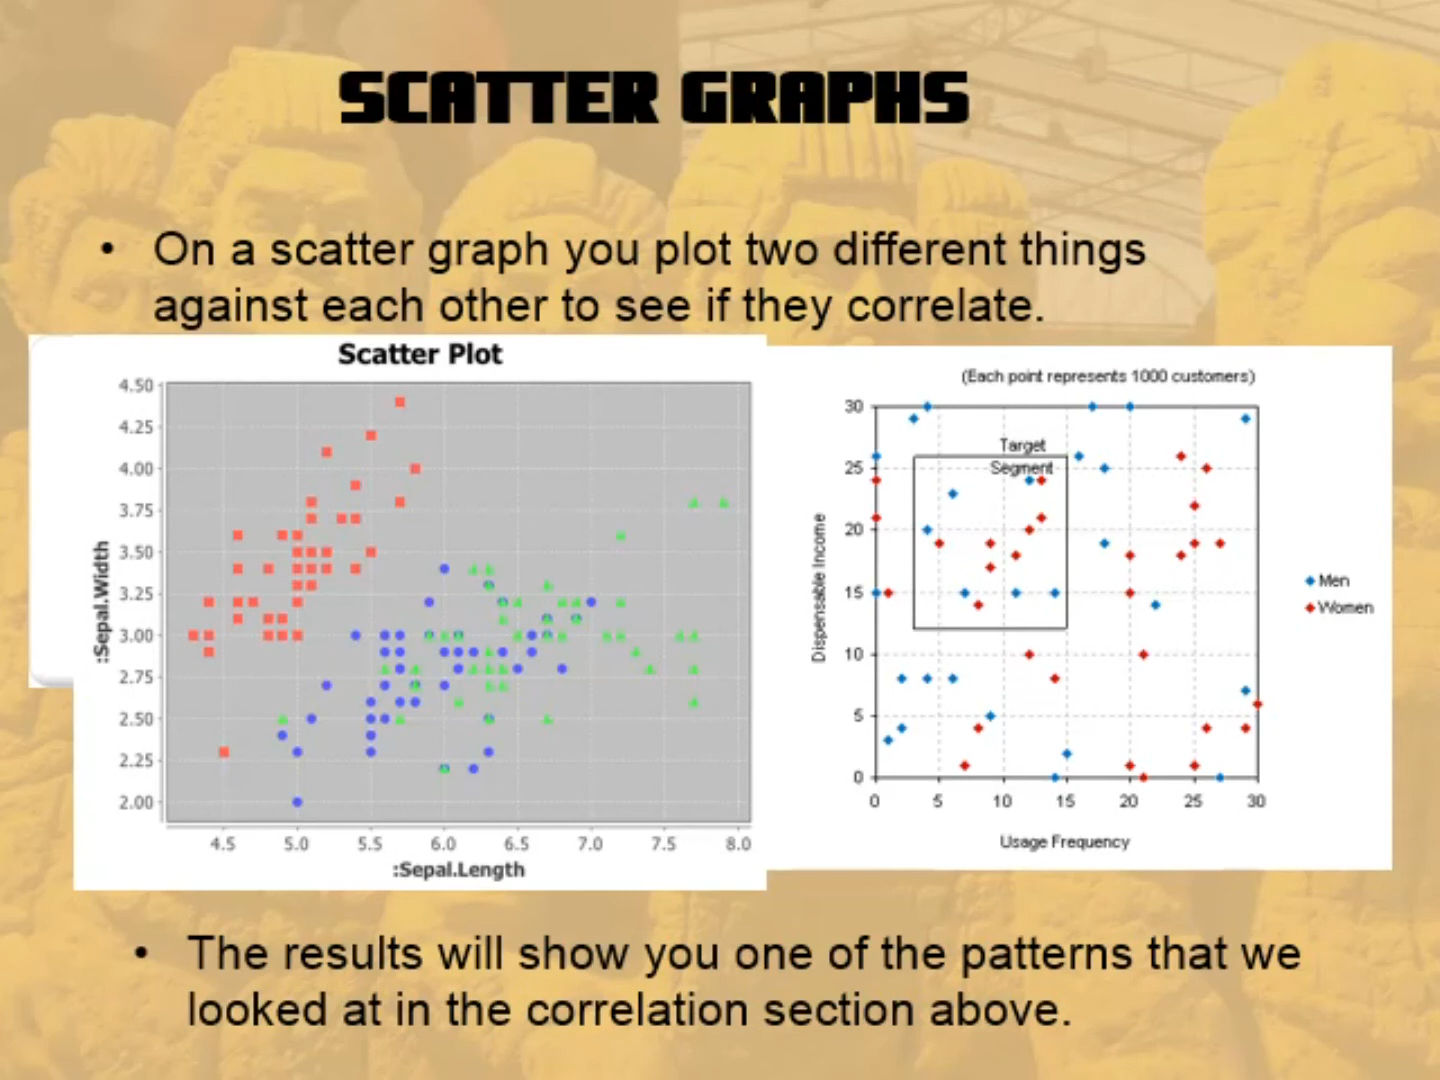 SCATTER GRAPHS
• On a scatter graph you plot two different things
against each other to see if they correlate.
Scatter Plot
4.50
4.25
4.00
3.75
3.50
3.25
3.00
2.75
2.50
2.25
2.00
:Sepal.Width
4.5 5.0 5.5 6.0 6.5 7.0 7.5 8.0
:Sepal.Length
(Each point represents 1000 customers)
30
25
20
15
10
5
0
Dispensable Income
Target
Segment
0 5 10 15 20 25 30
Usage Frequency
Men
Women
• The results will show you one of the patterns that we
looked at in the correlation section above.